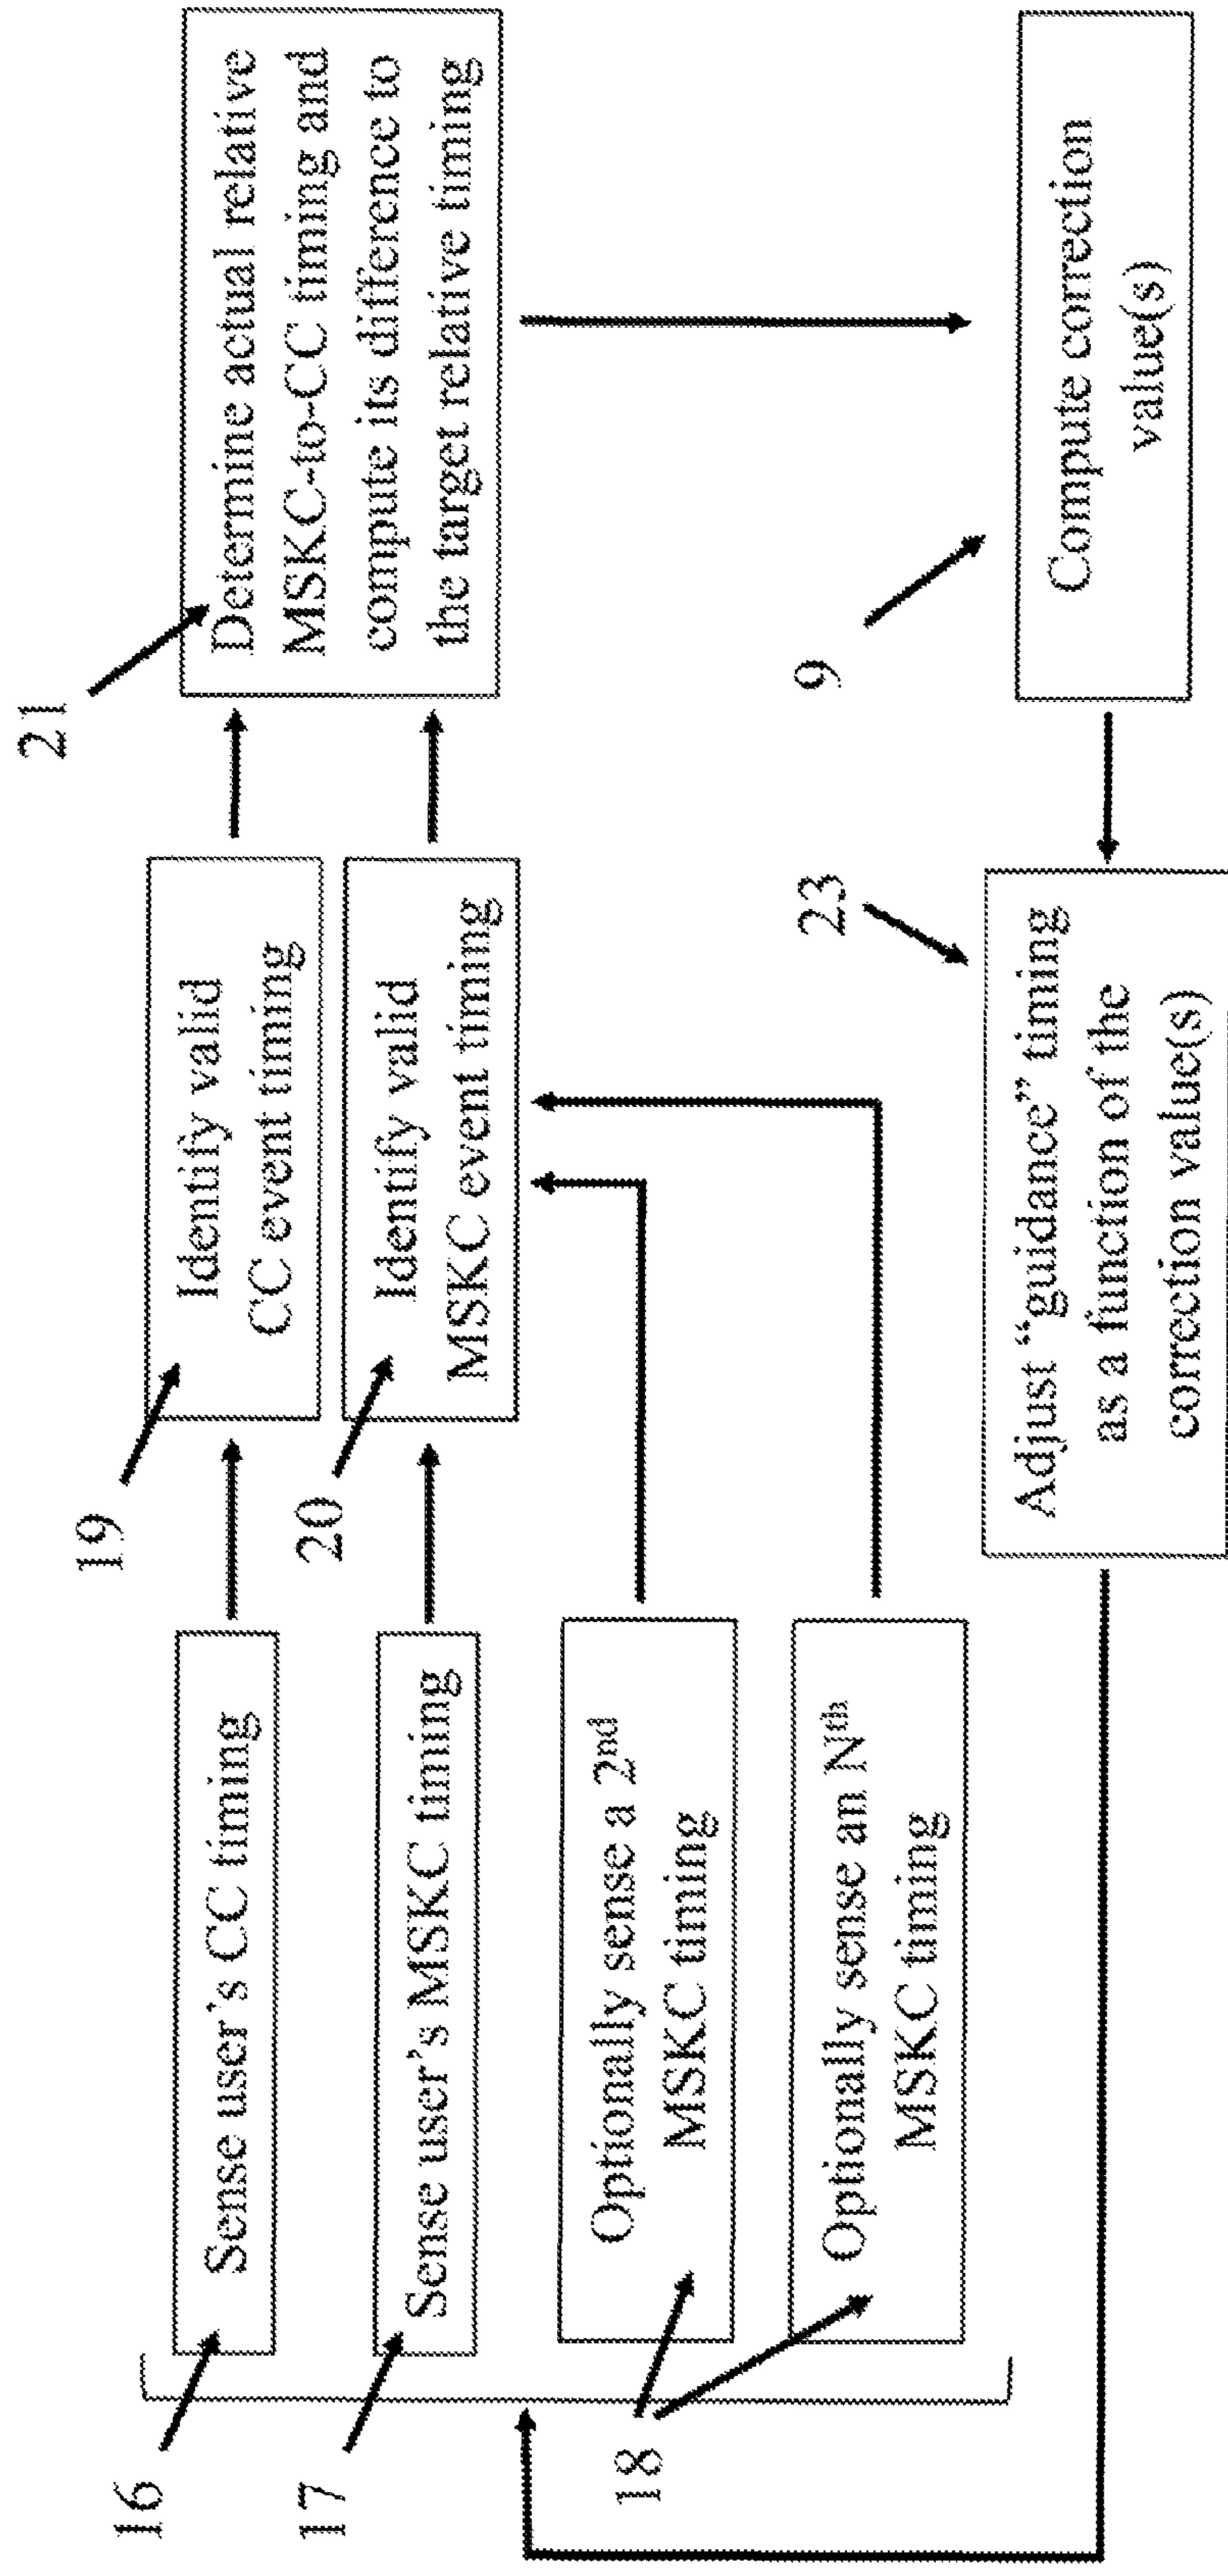 16
Sense user's CC timing
17
Sense user's MSKC timing
18
Optionally sense a 2nd
MSKC timing
Optionally sense an Nth
MSKC timing
19
Identify valid
CC event timing
20
Identify valid
MSKC event timing
21
Determine actual relative
MSKC-to-CC timing and
compute its difference to
the target relative timing
9
Compute correction
value(s)
23
Adjust “guidance” timing
as a function of the
correction value(s)